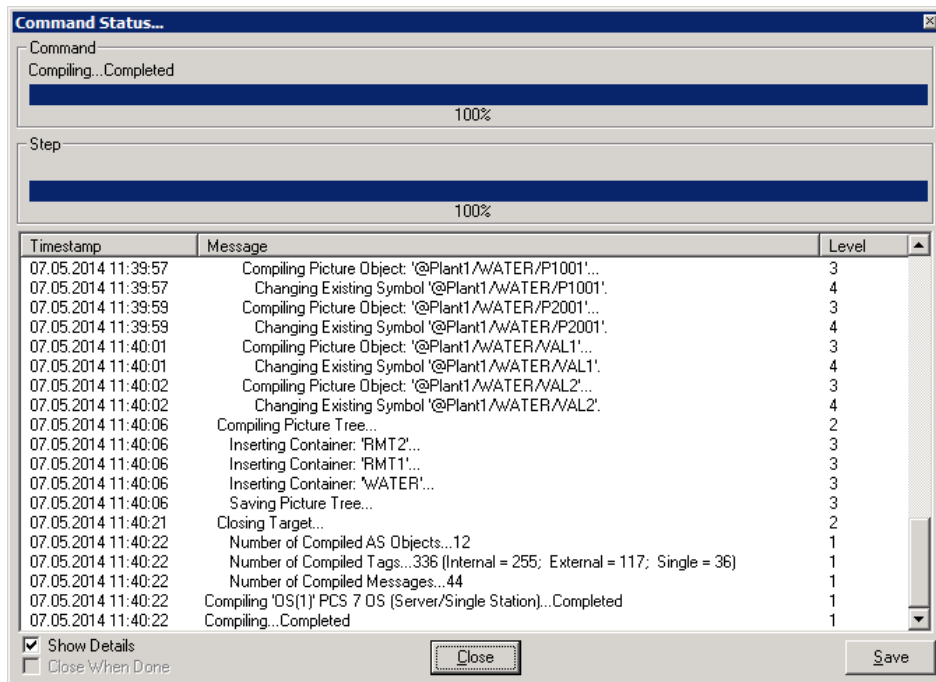 Command Status...
Command
Compiling...Completed
100%
Step
100%
Timestamp Message Level
07.05.2014 11:39:57 Compiling Picture Object: '@Plant1/WATER/P1001'... 3
07.05.2014 11:39:57 Changing Existing Symbol '@Plant1/WATER/P1001'. 4
07.05.2014 11:39:59 Compiling Picture Object: '@Plant1/WATER/P2001'... 3
07.05.2014 11:39:59 Changing Existing Symbol '@Plant1/WATER/P2001'. 4
07.05.2014 11:40:01 Compiling Picture Object: '@Plant1/WATER/VAL1'... 3
07.05.2014 11:40:01 Changing Existing Symbol '@Plant1/WATER/VAL1'. 4
07.05.2014 11:40:02 Compiling Picture Object: '@Plant1/WATER/VAL2'... 3
07.05.2014 11:40:02 Changing Existing Symbol '@Plant1/WATER/VAL2'. 4
07.05.2014 11:40:06 Compiling Picture Tree... 2
07.05.2014 11:40:06 Inserting Container: 'RMT2'... 3
07.05.2014 11:40:06 Inserting Container: 'RMT1'... 3
07.05.2014 11:40:06 Inserting Container: 'WATER'... 3
07.05.2014 11:40:06 Saving Picture Tree... 3
07.05.2014 11:40:21 Closing Target... 2
07.05.2014 11:40:22 Number of Compiled AS Objects...12 1
07.05.2014 11:40:22 Number of Compiled Tags...336 (Internal = 255; External = 117; Single = 36) 1
07.05.2014 11:40:22 Number of Compiled Messages...44 1
07.05.2014 11:40:22 Compiling 'OS(1)' PCS 7 OS (Server/Single Station)...Completed 1
07.05.2014 11:40:22 Compiling...Completed 1
Show Details
Close When Done
Close
Save